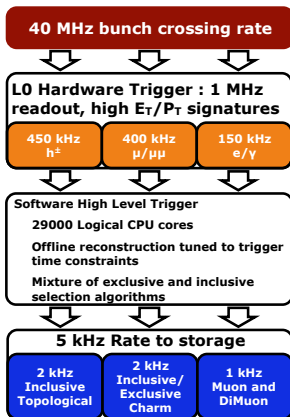 40 MHz bunch crossing rate
L0 Hardware Trigger : 1 MHz
readout, high E_T/P_T signatures
450 kHz
h±
400 kHz
μ/μμ
150 kHz
e/γ
Software High Level Trigger
29000 Logical CPU cores
Offline reconstruction tuned to trigger
time constraints
Mixture of exclusive and inclusive
selection algorithms
5 kHz Rate to storage
2 kHz
Inclusive
Topological
2 kHz
Inclusive/
Exclusive
Charm
1 kHz
Muon and
DiMuon